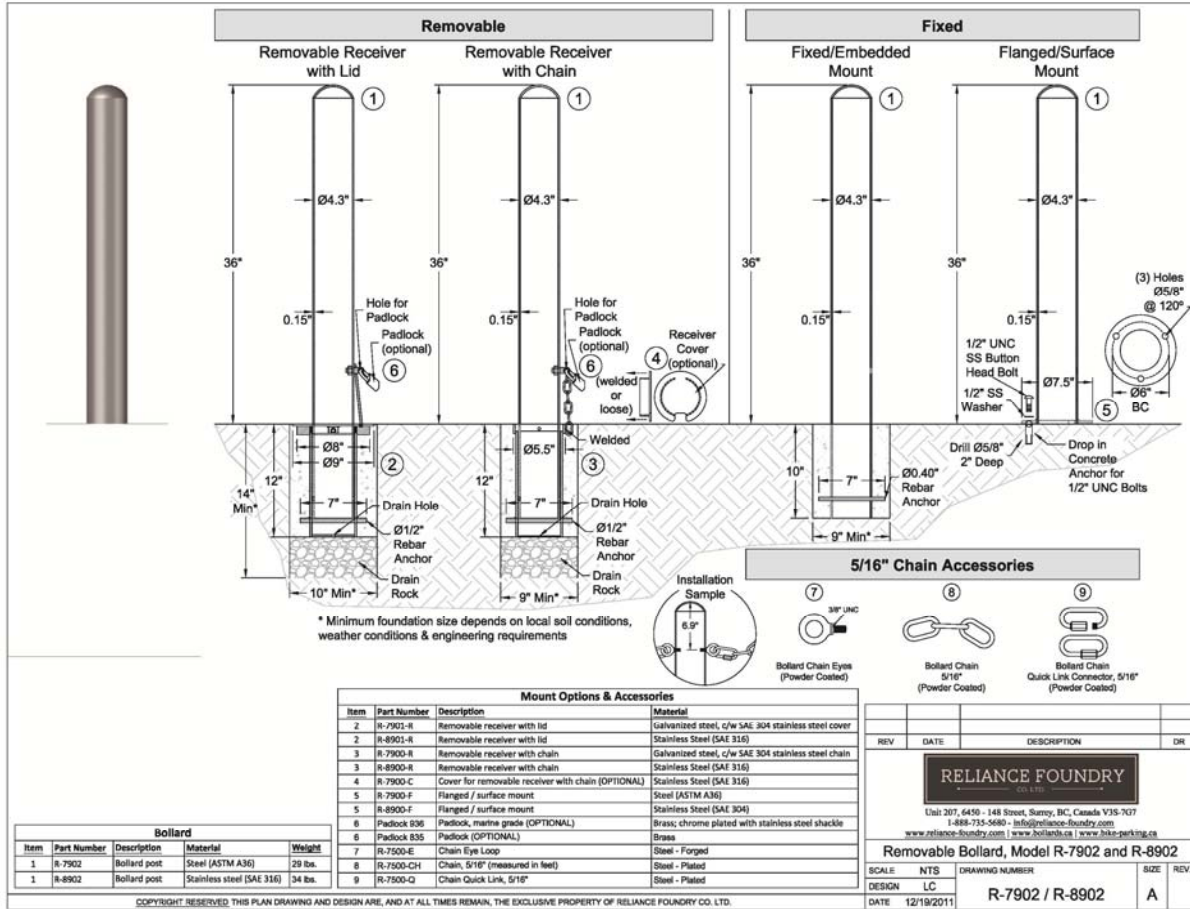 Removable
Fixed
Removable Receiver
with Lid
Removable Receiver
with Chain
Fixed/Embedded
Mount
Flanged/Surface
Mount
1
1
1
1
36"
36"
36"
36"
Ø4.3"
Ø4.3"
Ø4.3"
Ø4.3"
0.15"
0.15"
0.15"
0.15"
Hole for
Padlock
Padlock
(optional)
6
Hole for
Padlock
Padlock
(optional)
6
4
(welded
or
loose)
Receiver
Cover
(optional)
(3) Holes
Ø5/8"
@ 120°
1/2" UNC
SS Button
Head Bolt
1/2" SS
Washer
Ø7.5"
Ø6"
BC
5
Drill Ø5/8"
2" Deep
Drop in
Concrete
Anchor for
1/2" UNC Bolts
Ø8"
Ø9"
2
12"
14"
Min*
7"
Drain Hole
Ø1/2"
Rebar
Anchor
Drain
Rock
10" Min*
Welded
Ø5.5"
3
12"
7"
Drain Hole
Ø1/2"
Rebar
Anchor
Drain
Rock
9" Min*
10"
7"
Ø0.40"
Rebar
Anchor
9" Min*
* Minimum foundation size depends on local soil conditions,
weather conditions & engineering requirements
5/16" Chain Accessories
Installation
Sample
6.9"
7
3/8" UNC
Bollard Chain Eyes
(Powder Coated)
8
Bollard Chain
5/16"
(Powder Coated)
9
Bollard Chain
Quick Link Connector, 5/16"
(Powder Coated)
Mount Options & Accessories
Item Part Number Description Material
2 R-7901-R Removable receiver with lid Galvanized steel, c/w SAE 304 stainless steel cover
2 R-8901-R Removable receiver with lid Stainless Steel (SAE 316)
3 R-7900-R Removable receiver with chain Galvanized steel, c/w SAE 304 stainless steel chain
3 R-8900-R Removable receiver with chain Stainless Steel (SAE 316)
4 R-7900-C Cover for removable receiver with chain (OPTIONAL) Stainless Steel (SAE 316)
5 R-7900-F Flanged / surface mount Steel (ASTM A36)
5 R-8900-F Flanged / surface mount Stainless Steel (SAE 304)
6 Padlock 936 Padlock, marine grade (OPTIONAL) Brass; chrome plated with stainless steel shackle
6 Padlock 835 Padlock (OPTIONAL) Brass
7 R-7500-E Chain Eye Loop Steel - Forged
8 R-7500-CH Chain, 5/16" (measured in feet) Steel - Plated
9 R-7500-Q Chain Quick Link, 5/16" Steel - Plated
Bollard
Item Part Number Description Material Weight
1 R-7902 Bollard post Steel (ASTM A36) 29 lbs.
1 R-8902 Bollard post Stainless steel (SAE 316) 34 lbs.
REV DATE DESCRIPTION DR
RELIANCE FOUNDRY
CO. LTD.
Unit 207, 6450 - 148 Street, Surrey, BC, Canada V3S-7G7
1-888-735-5680 - info@reliance-foundry.com
www.reliance-foundry.com | www.bollards.ca | www.bike-parking.ca
Removable Bollard, Model R-7902 and R-8902
SCALE NTS DRAWING NUMBER SIZE REV
DESIGN LC R-7902 / R-8902 A
DATE 12/19/2011
COPYRIGHT RESERVED THIS PLAN DRAWING AND DESIGN ARE, AND AT ALL TIMES REMAIN, THE EXCLUSIVE PROPERTY OF RELIANCE FOUNDRY CO. LTD.